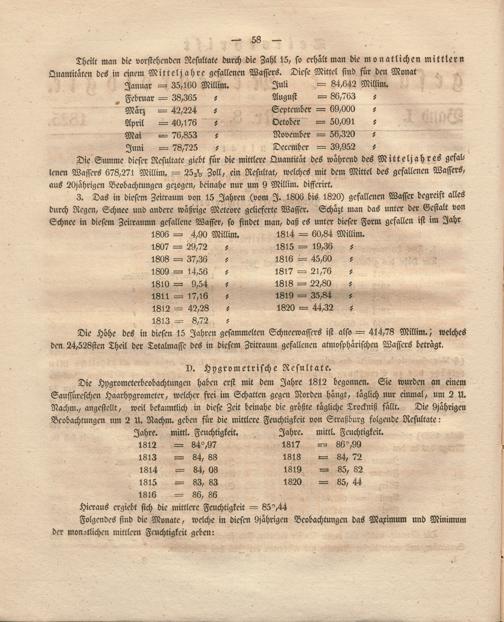 — 58 —
Theilt man die vorstehenden Resultate durch die Zahl 15, so erhält man die monatlichen mittlern
Quantitäten des in einem Mitteljahre gefallenen Wassers. Diese Mittel sind für den Monat
Januar = 35,160 Millim. Juli = 84,642 Millim.
Februar = 38,365 〃 August = 86,763 〃
März = 42,224 〃 September = 69,000 〃
April = 40,176 〃 October = 50,091 〃
Mai = 76,853 〃 November = 56,320 〃
Juni = 78,725 〃 December = 39,952 〃
Die Summe dieser Resultate giebt für die mittlere Quantität des während des Mitteljahres gefal
lenen Wassers 678,271 Millim. = 25 Zoll, ein Resultat, welches mit dem Mittel des gefallenen Wassers,
aus 20jährigen Beobachtungen gezogen, beinahe nur um 9 Millim. differirt.
3. Das in diesem Zeitraum von 15 Jahren (vom J. 1806 bis 1820) gefallenen Wasser begreift alles
durch Regen, Schnee und andere wäßrige Meteore gelieferte Wasser. Schäzt man das unter der Gestalt von
Schnee in diesem Zeitraum gefallene Wasser, so findet man, daß es unter dieser Form gefallen ist im Jahr
1806 = 4,90 Millim. 1814 = 60,84 Millim.
1807 = 29,72 〃 1815 = 19,36 〃
1808 = 37,36 〃 1816 = 45,60 〃
1809 = 14,56 〃 1817 = 21,76 〃
1810 = 9,54 〃 1818 = 22,80 〃
1811 = 17,16 〃 1819 = 35,84 〃
1812 = 42,28 〃 1820 = 44,32 〃
1813 = 8,72 〃
Die Höhe des in diesen 15 Jahren gesammelten Schneewassers ist also = 414,78 Millim.; welches
den 24,528sten Theil der Totalmasse des in diesem Zeitraum gefallenen atmosphärischen Wassers beträgt.
D. Hygrometrische Resultate.
Die Hygrometerbeobachtungen haben erst mit dem Jahre 1812 begonnen. Sie wurden an einem
Saussüreschen Haarhygrometer, welcher frei im Schatten gegen Norden hängt, täglich nur einmal, um 2 U.
Nachm., angestellt, weil bekanntlich in diese Zeit beinahe die größte tägliche Trockniß fällt. Die 9jährigen
Beobachtungen um 2 U. Nachm. geben für die mittlere Feuchtigkeit von Straßburg folgende Resultate:
Jahre. mittl. Feuchtigkeit. Jahre. mittl. Feuchtigkeit.
1812 = 84°,97 1817 = 86°,99
1813 = 84, 88 1818 = 84, 72
1814 = 84, 08 1819 = 85, 82
1815 = 83, 83 1820 = 85, 44
1816 = 86, 86
Hieraus ergiebt sich die mittlere Feuchtigkeit = 85°,44
Folgendes sind die Monate, welche in diesen 9jährigen Beobachtungen das Maximum und Minimum
der monatlichen mittlern Feuchtigkeit geben: